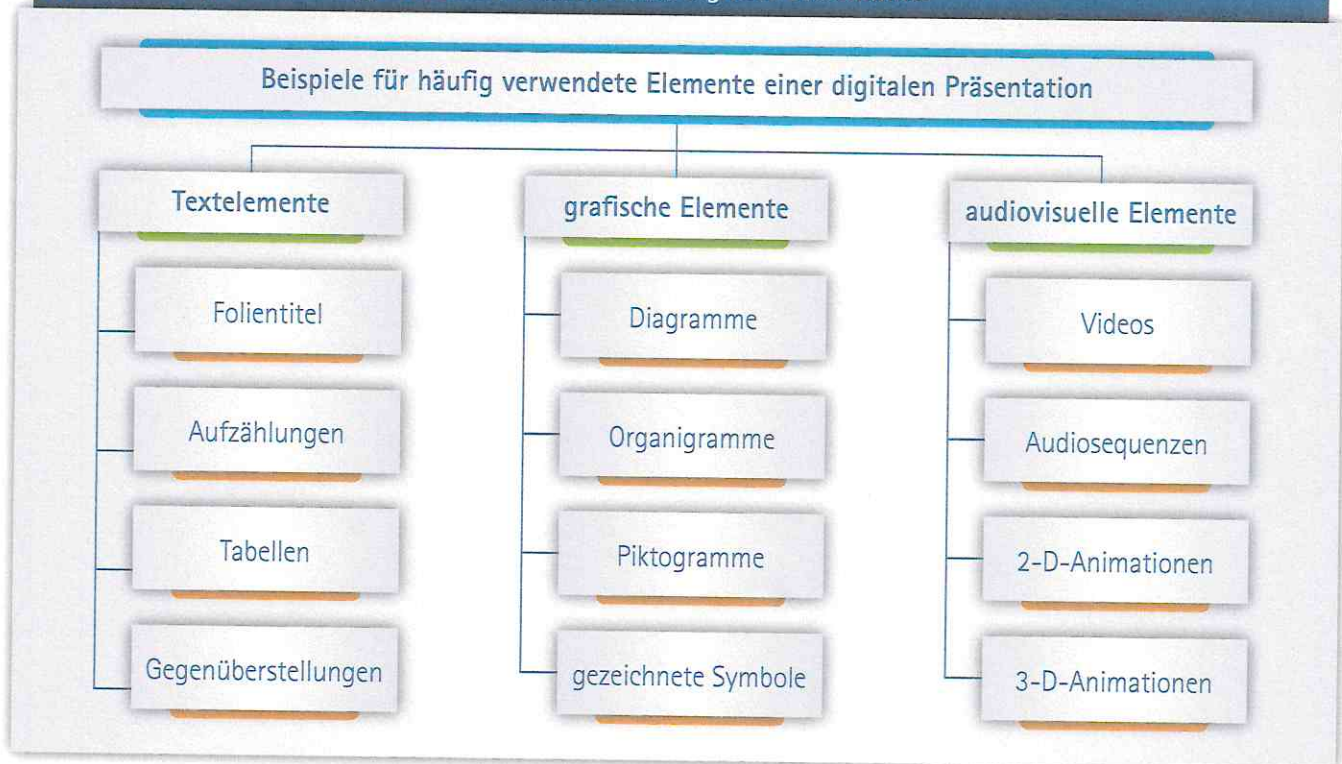 Beispiele für häufig verwendete Elemente einer digitalen Präsentation
Textelemente
Folientitel
Aufzählungen
Tabellen
Gegenüberstellungen
grafische Elemente
Diagramme
Organigramme
Piktogramme
gezeichnete Symbole
audiovisuelle Elemente
Videos
Audiosequenzen
2-D-Animationen
3-D-Animationen